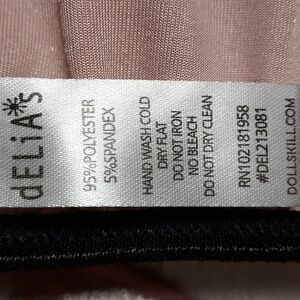 dELiA*s
95%POLYESTER
5%SPANDEX
HAND WASH COLD
DRY FLAT
DO NOT IRON
NO BLEACH
DO NOT DRY CLEAN
RN102181958
#DEL213081
DOLLSKILL.COM